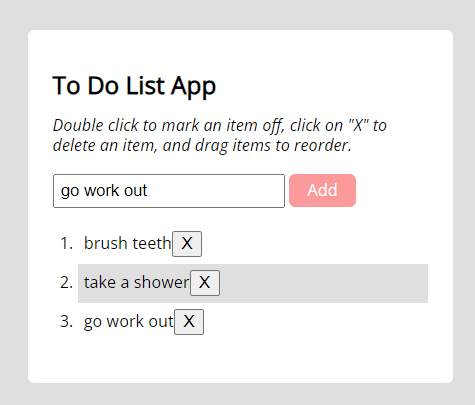 To Do List App
Double click to mark an item off, click on "X" to
delete an item, and drag items to reorder.
go work out Add
1. brush teeth X
2. take a shower X
3. go work out X